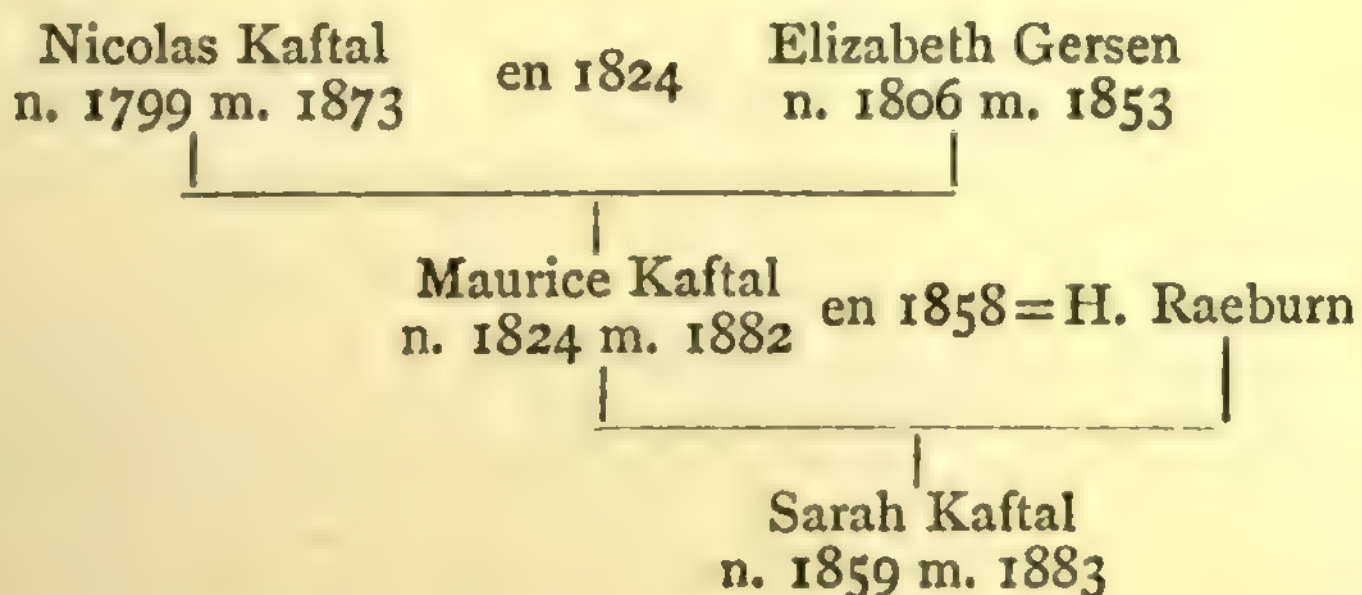 Nicolas Kaftal en 1824 Elizabeth Gersen
n. 1799 m. 1873 n. 1806 m. 1853
Maurice Kaftal en 1858=H. Raeburn
n. 1824 m. 1882
Sarah Kaftal
n. 1859 m. 1883